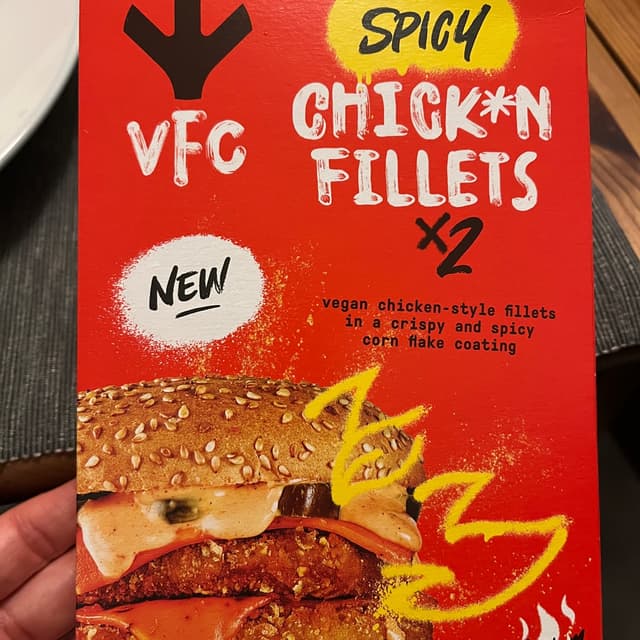 SPICY
VFC
CHICK*N
FILLETS
x2
NEW
vegan chicken-style fillets
in a crispy and spicy
corn flake coating